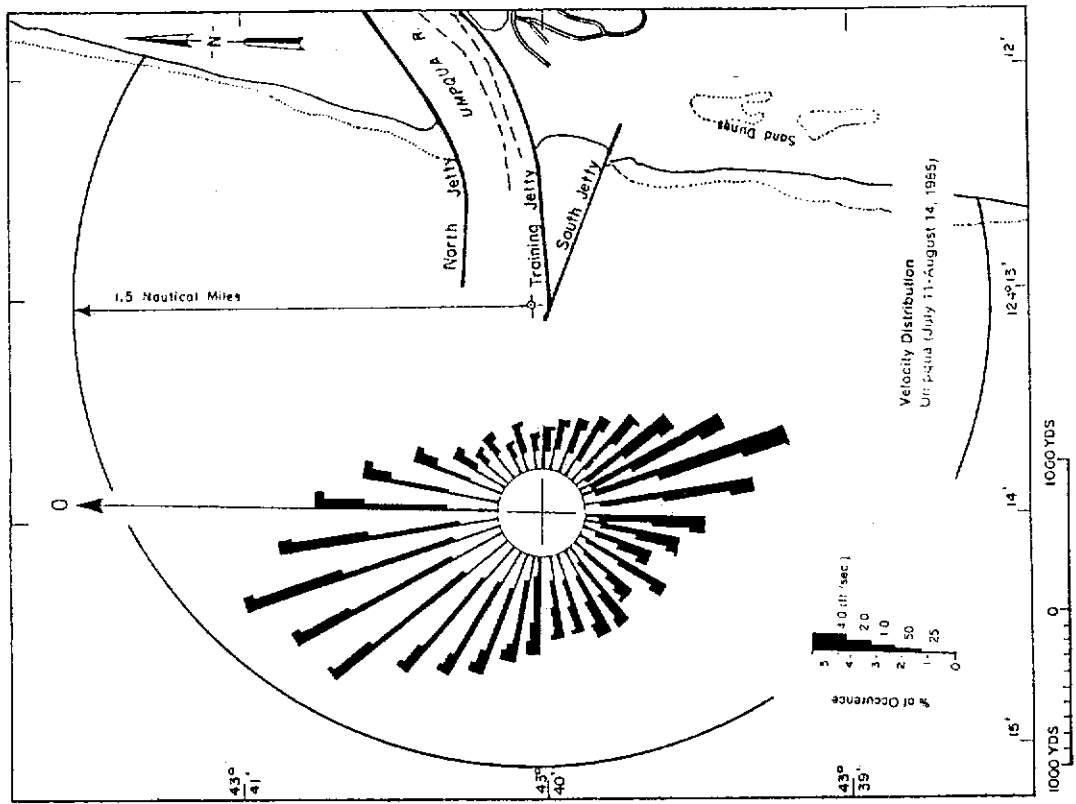 -N-
UMPQUA R.
North Jetty
Training Jetty
South Jetty
Sand Dunes
1.5 Nautical Miles
0
43°
41'
43°
40'
43°
39'
12'
124°13'
14'
15'
Velocity Distribution
Umpqua (July 11-August 14, 1985)
4.0 (ft/sec.)
2.0
1.0
.50
.25
5
4
3
2
1
0
% of Occurence
1000 YDS
0
1000 YDS